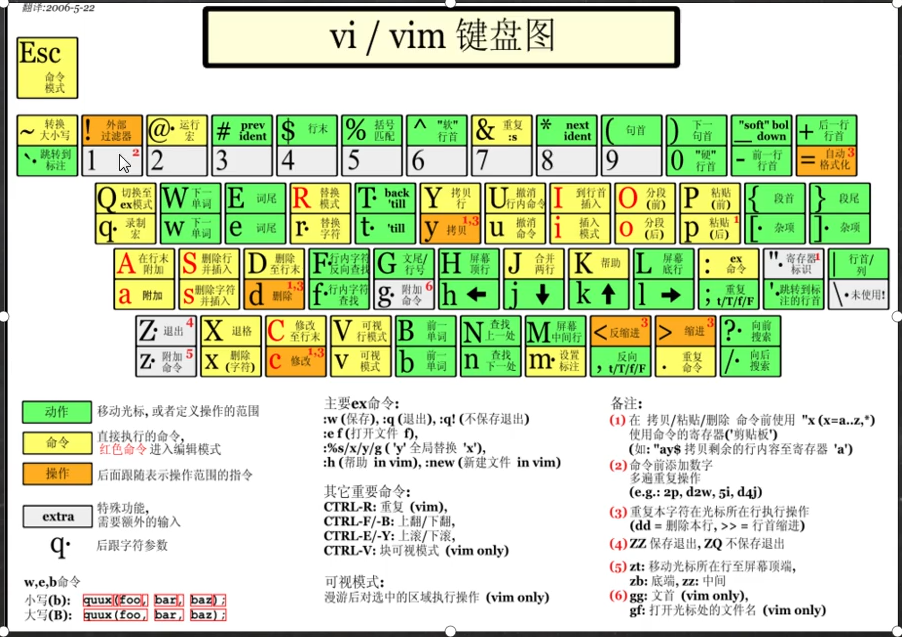 翻译:2006-5-22
vi / vim 键盘图
Esc 命令模式
~ 转换大小写
! 外部过滤器
@· 运行宏
# prev ident
$ 行末
% 括号匹配
^ "软"行首
& 重复 :s
* next ident
( 句首
) 下一句首
_ "soft" bol down
+ 后一行行首
`· 跳转到标注
1 2
2
3
4
5
6
7
8
9
0 "硬"行首
- 前一行行首
= 自动格式化 3
Q 切换至ex模式
W 下一单词
E 词尾
R 替换模式
T· back 'till
Y 拷贝行
U 撤消行内命令
I 到行首插入
O 分段(前)
P 粘贴(前)
{ 段首
} 段尾
q· 录制宏
w 下一单词
e 词尾
r· 替换字符
t· 'till
y 拷贝 1,3
u 撤消命令
i 插入模式
o 分段(后)
p 粘贴(后) 1
[· 杂项
]· 杂项
A 在行末附加
S 删除行并插入
D 删除至行末
F· 行内字符反向查找
G 文尾/行号
H 屏幕顶行
J 合并两行
K 帮助
L 屏幕底行
: ex 命令
"· 寄存器标识 1
| 行首/列
a 附加
s 删除字符并插入
d 删除 1,3
f· 行内字符查找
g· 附加命令 6
h ←
j ↓
k ↑
l →
; 重复 t/T/f/F
'· 跳转到标注的行首
\· 未使用!
Z· 退出 4
X 退格
C 修改至行末
V 可视行模式
B 前一单词
N 查找上一处
M 屏幕中间行
< 反缩进 3
> 缩进 3
?· 向前搜索
z· 附加命令 5
x 删除(字符)
c 修改 1,3
v 可视模式
b 前一单词
n 查找下一处
m· 设置标注
, 反向 t/T/f/F
. 重复命令
/· 向后搜索
动作 移动光标, 或者定义操作的范围
命令 直接执行的命令,
红色命令 进入编辑模式
操作 后面跟随表示操作范围的指令
extra 特殊功能,
需要额外的输入
q· 后跟字符参数
w,e,b命令
小写(b): quux(foo, bar, baz);
大写(B): quux(foo, bar, baz);
主要ex命令:
:w (保存), :q (退出), :q! (不保存退出)
:e f (打开文件 f),
:%s/x/y/g ( 'y' 全局替换 'x'),
:h (帮助 in vim), :new (新建文件 in vim)
其它重要命令:
CTRL-R: 重复 (vim),
CTRL-F/-B: 上翻/下翻,
CTRL-E/-Y: 上滚/下滚,
CTRL-V: 块可视模式 (vim only)
可视模式:
漫游后对选中的区域执行操作 (vim only)
备注:
(1) 在 拷贝/粘贴/删除 命令前使用 "x (x=a..z,*)
使用命令的寄存器('剪贴板')
(如: "ay$ 拷贝剩余的行内容至寄存器 'a')
(2) 命令前添加数字
多遍重复操作
(e.g.: 2p, d2w, 5i, d4j)
(3) 重复本字符在光标所在行执行操作
(dd = 删除本行, >> = 行首缩进)
(4) ZZ 保存退出, ZQ 不保存退出
(5) zt: 移动光标所在行至屏幕顶端,
zb: 底端, zz: 中间
(6) gg: 文首 (vim only),
gf: 打开光标处的文件名 (vim only)